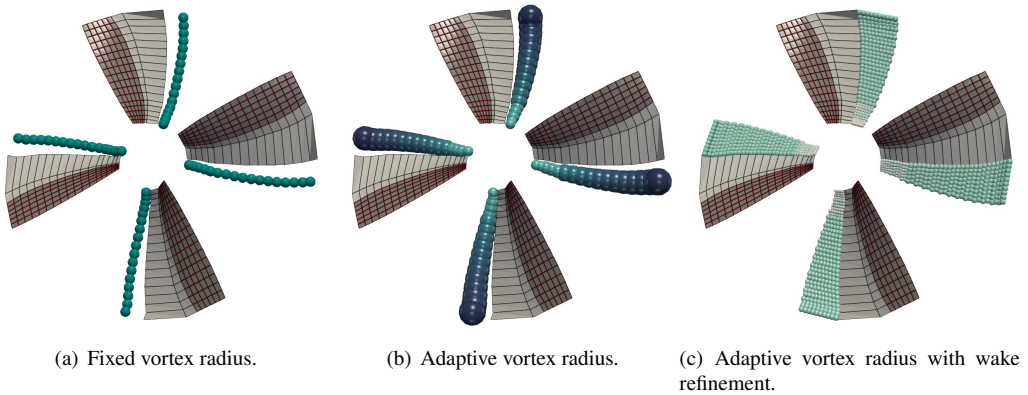 (a) Fixed vortex radius.
(b) Adaptive vortex radius.
(c) Adaptive vortex radius with wake
refinement.